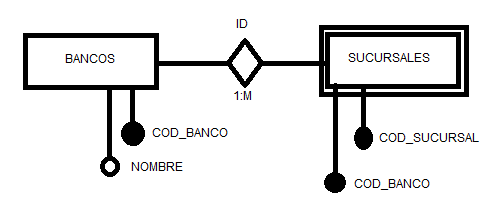 ID
BANCOS
SUCURSALES
1:M
COD_BANCO
COD_SUCURSAL
NOMBRE
COD_BANCO